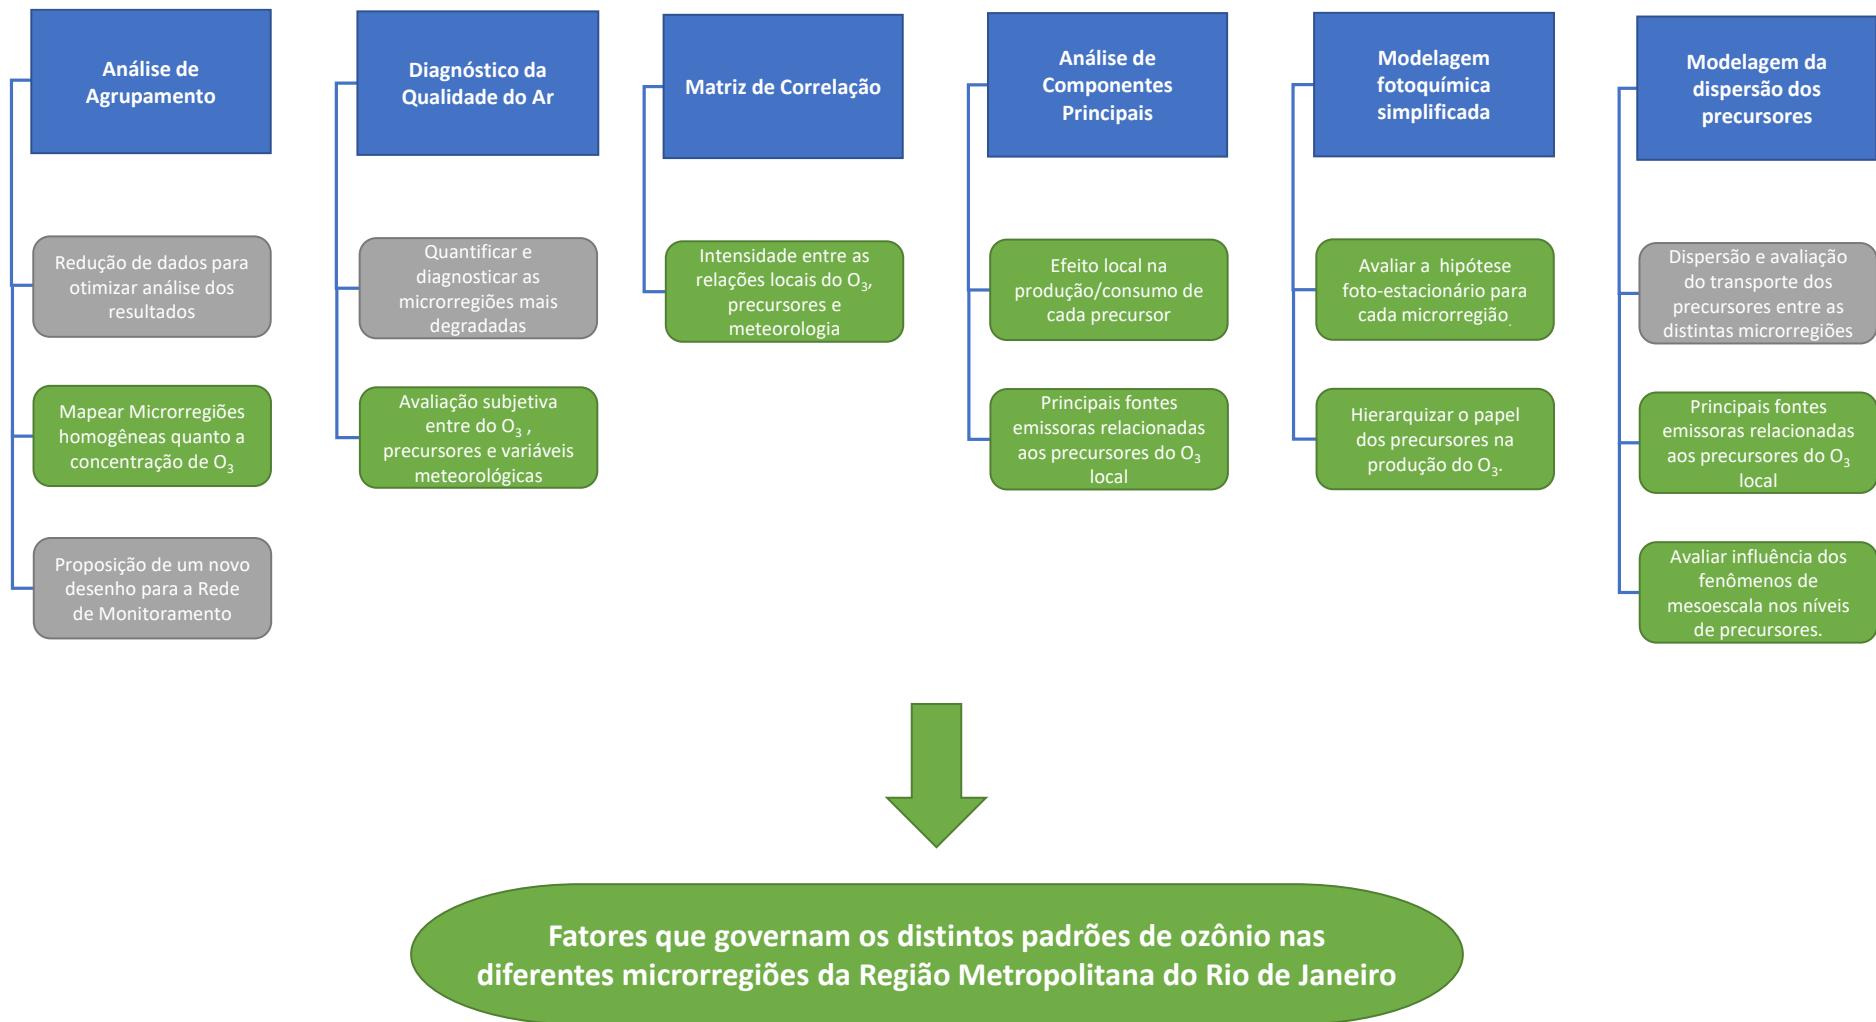 Análise de
Agrupamento
Redução de dados para
otimizar análise dos
resultados
Mapear Microrregiões
homogêneas quanto a
concentração de O₃
Proposição de um novo
desenho para a Rede
de Monitoramento
Diagnóstico da
Qualidade do Ar
Quantificar e
diagnosticar as
microrregiões mais
degradadas
Avaliação subjetiva
entre do O₃ ,
precursores e variáveis
meteorológicas
Matriz de Correlação
Intensidade entre as
relações locais do O₃,
precursores e
meteorologia
Análise de
Componentes
Principais
Efeito local na
produção/consumo de
cada precursor
Principais fontes
emissoras relacionadas
aos precursores do O₃
local
Modelagem
fotoquímica
simplificada
Avaliar a  hipótese
foto-estacionário para
cada microrregião.
Hierarquizar o papel
dos precursores na
produção do O₃.
Modelagem da
dispersão dos
precursores
Dispersão e avaliação
do transporte dos
precursores entre as
distintas microrregiões
Principais fontes
emissoras relacionadas
aos precursores do O₃
local
Avaliar influência dos
fenômenos de
mesoescala nos níveis
de precursores.
Fatores que governam os distintos padrões de ozônio nas
diferentes microrregiões da Região Metropolitana do Rio de Janeiro